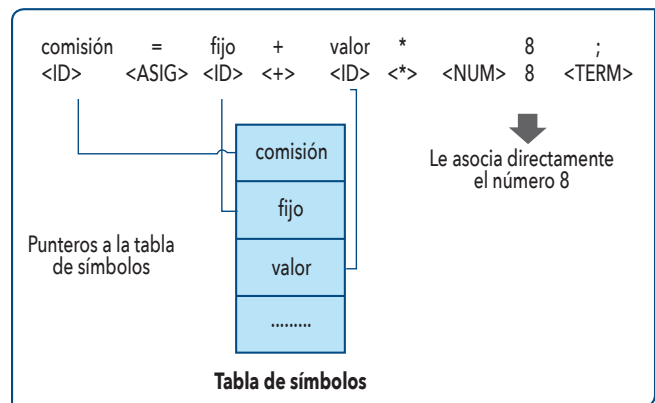 comisión = fijo + valor * 8 ;
<ID> <ASIG> <ID> <+> <ID> <*> <NUM> 8 <TERM>
comisión
Le asocia directamente
el número 8
fijo
Punteros a la tabla
de símbolos
valor
.........
Tabla de símbolos